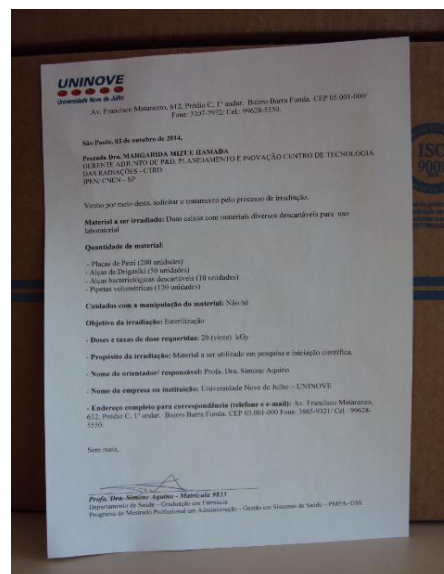 UNINOVE
Universidade Nove de Julho
Av. Francisco Matarazzo, 612, Prédio C, 1º andar. Bairro Barra Funda. CEP 05.001-000/
Fone: 3207-7972/ Cel.: 99628-5550.
São Paulo, 03 de outubro de 2014,
Prezada Dra. MARGARIDA MIZUE HAMADA
GERENTE ADJUNTO DE P&D, PLANEJAMENTO E INOVAÇÃO CENTRO DE TECNOLOGIA
DAS RADIAÇÕES - CTRD
IPEN/ CNEN – SP
Venho por meio desta, solicitar o tratamento pelo processo de irradiação.
Material a ser irradiado: Duas caixas com materiais diversos descartáveis para uso
laboratorial
Quantidade de material:
- Placas de Petri (200 unidades)
- Alças de Drigaslki (50 unidades)
- Alças bacteriológicas descartáveis (10 unidades)
- Pipetas volumétricas (120 unidades)
Cuidados com a manipulação do material: Não há
Objetivo da irradiação: Esterilização
- Doses e taxas de dose requeridas: 20 (vinte) kGy
- Propósito da irradiação: Material a ser utilizado em pesquisa e iniciação científica.
- Nome do orientador/ responsável: Profa. Dra. Simone Aquino
- Nome da empresa ou instituição: Universidade Nove de Julho – UNINOVE
- Endereço completo para correspondência (telefone e e-mail): Av. Francisco Matarazzo,
612, Prédio C, 1º andar. Bairro Barra Funda. CEP 05.001-000 Fone: 3665-9321/ Cel.: 99628-
5550.
Sem mais,
Profa. Dra. Simone Aquino - Matrícula 9833
Departamento de Saúde - Graduação em Farmácia
Programa de Mestrado Profissional em Administração - Gestão em Sistemas de Saúde – PMPA- GSS
ISO
9001